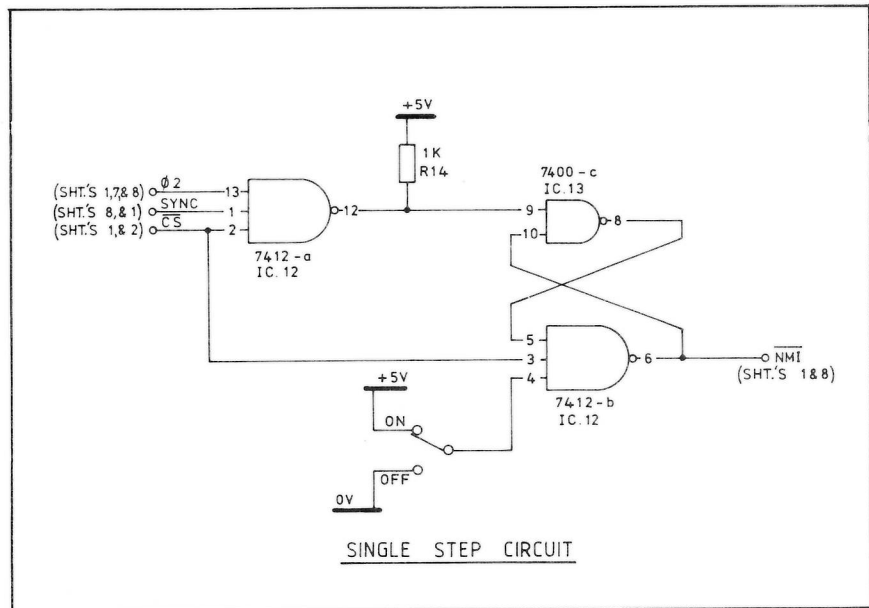 +5V
1K
R14
7400-c
IC.13
(SHT.'S 1,7,& 8) ø2 13
(SHT.'S 8,& 1) SYNC 1 12 9 8
(SHT.'S 1,& 2) C̅S̅ 2 10
7412-a
IC.12
5
3 6 N̅M̅I̅
4 (SHT.'S 1&8)
+5V
7412-b
IC.12
ON
OFF
0V
SINGLE STEP CIRCUIT